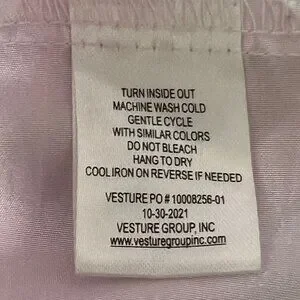 TURN INSIDE OUT
MACHINE WASH COLD
GENTLE CYCLE
WITH SIMILAR COLORS
DO NOT BLEACH
HANG TO DRY
COOL IRON ON REVERSE IF NEEDED
VESTURE PO # 10008256-01
10-30-2021
VESTURE GROUP, INC
www.vesturegroupinc.com